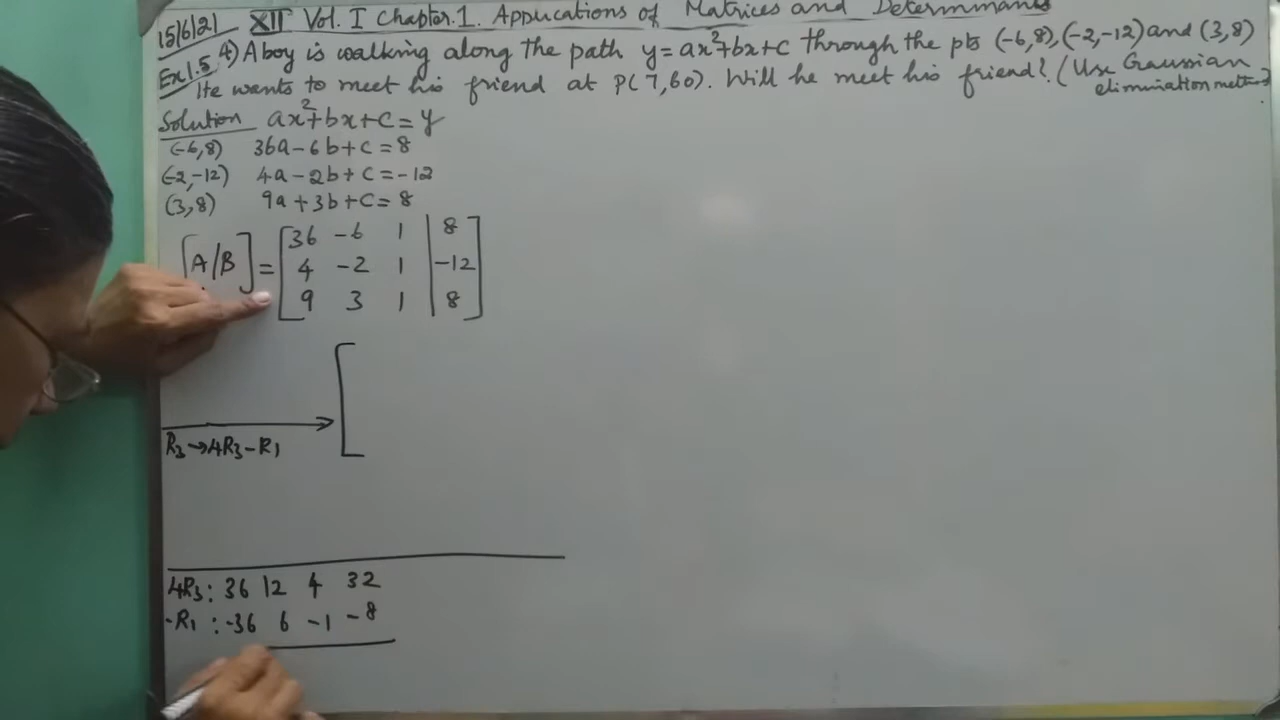 15/6/21 XII Vol. I Chapter.1. Applications of Matrices and Determinants
Ex 1.5 4) A boy is walking along the path y = ax²+bx+c through the pts (-6,8), (-2,-12) and (3,8)
He wants to meet his friend at P(7,60). Will he meet his friend? (Use Gaussian elimination method)
Solution ax²+bx+c = y
(-6,8) 36a-6b+c = 8
(-2,-12) 4a-2b+c = -12
(3,8) 9a+3b+c = 8
[A/B] = [36 -6 1 | 8
4 -2 1 | -12
9 3 1 | 8]
R₃→4R₃-R₁ → [
4R₃: 36 12 4 32
-R₁: -36 6 -1 -8